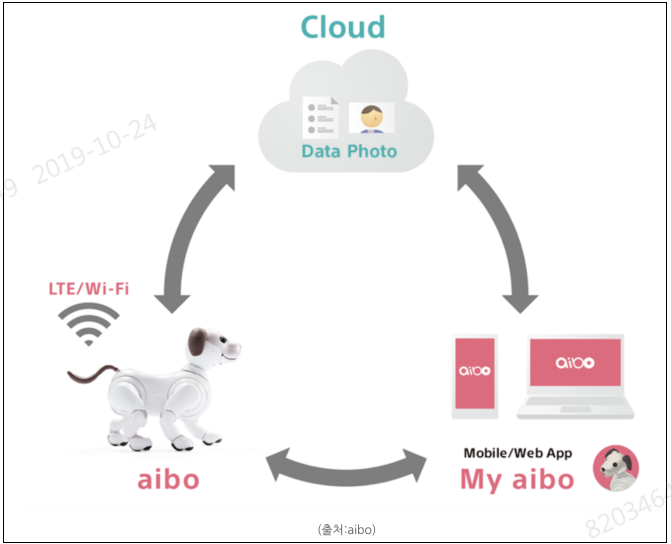 Cloud
Data Photo
2019-10-24
LTE/Wi-Fi
aibo
aibo
Mobile/Web App
aibo
My aibo
(출처:aibo)